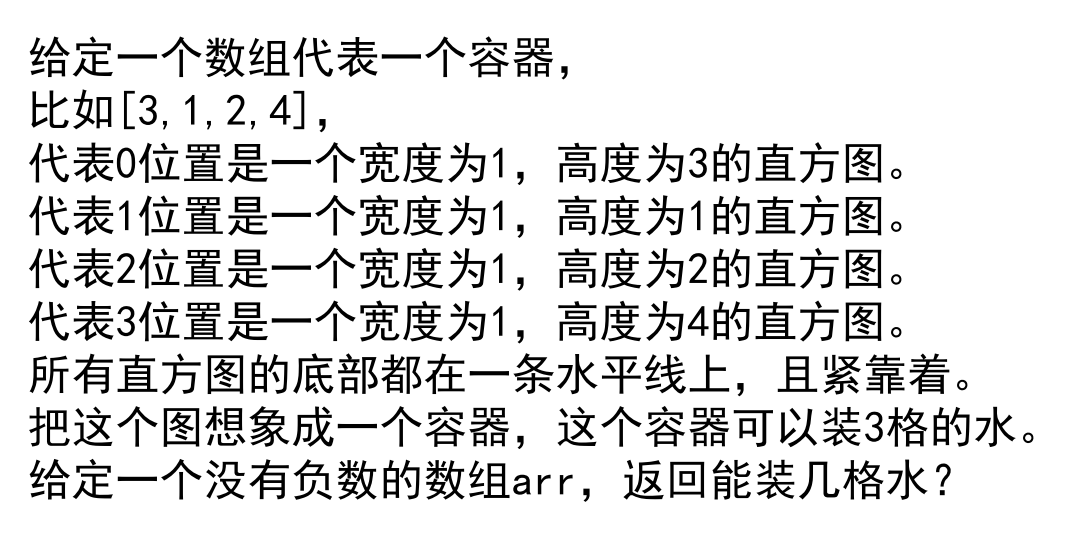 给定一个数组代表一个容器，
比如[3,1,2,4]，
代表0位置是一个宽度为1，高度为3的直方图。
代表1位置是一个宽度为1，高度为1的直方图。
代表2位置是一个宽度为1，高度为2的直方图。
代表3位置是一个宽度为1，高度为4的直方图。
所有直方图的底部都在一条水平线上，且紧靠着。
把这个图想象成一个容器，这个容器可以装3格的水。
给定一个没有负数的数组arr，返回能装几格水？